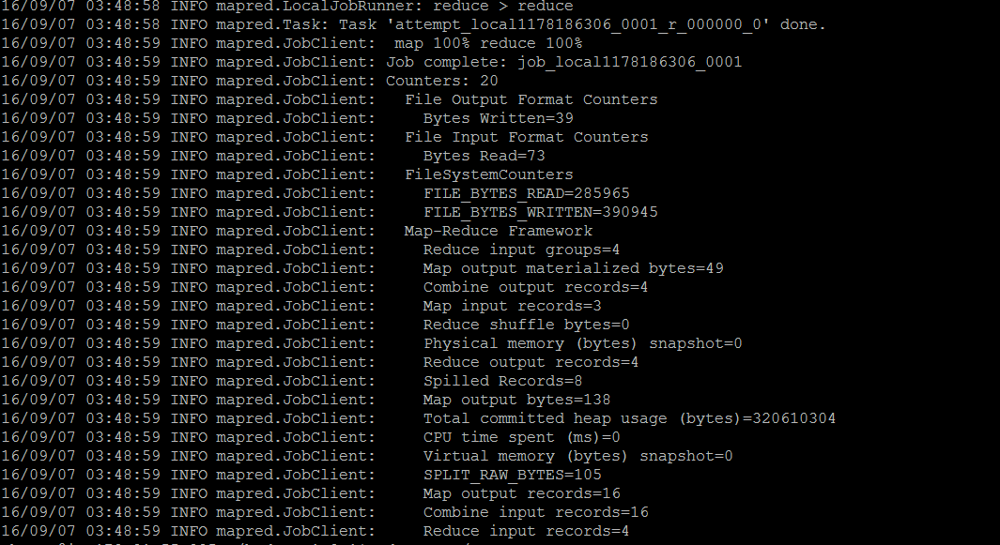 16/09/07 03:48:58 INFO mapred.LocalJobRunner: reduce > reduce
16/09/07 03:48:58 INFO mapred.Task: Task 'attempt_local1178186306_0001_r_000000_0' done.
16/09/07 03:48:59 INFO mapred.JobClient:  map 100% reduce 100%
16/09/07 03:48:59 INFO mapred.JobClient: Job complete: job_local1178186306_0001
16/09/07 03:48:59 INFO mapred.JobClient: Counters: 20
16/09/07 03:48:59 INFO mapred.JobClient:   File Output Format Counters
16/09/07 03:48:59 INFO mapred.JobClient:     Bytes Written=39
16/09/07 03:48:59 INFO mapred.JobClient:   File Input Format Counters
16/09/07 03:48:59 INFO mapred.JobClient:     Bytes Read=73
16/09/07 03:48:59 INFO mapred.JobClient:   FileSystemCounters
16/09/07 03:48:59 INFO mapred.JobClient:     FILE_BYTES_READ=285965
16/09/07 03:48:59 INFO mapred.JobClient:     FILE_BYTES_WRITTEN=390945
16/09/07 03:48:59 INFO mapred.JobClient:   Map-Reduce Framework
16/09/07 03:48:59 INFO mapred.JobClient:     Reduce input groups=4
16/09/07 03:48:59 INFO mapred.JobClient:     Map output materialized bytes=49
16/09/07 03:48:59 INFO mapred.JobClient:     Combine output records=4
16/09/07 03:48:59 INFO mapred.JobClient:     Map input records=3
16/09/07 03:48:59 INFO mapred.JobClient:     Reduce shuffle bytes=0
16/09/07 03:48:59 INFO mapred.JobClient:     Physical memory (bytes) snapshot=0
16/09/07 03:48:59 INFO mapred.JobClient:     Reduce output records=4
16/09/07 03:48:59 INFO mapred.JobClient:     Spilled Records=8
16/09/07 03:48:59 INFO mapred.JobClient:     Map output bytes=138
16/09/07 03:48:59 INFO mapred.JobClient:     Total committed heap usage (bytes)=320610304
16/09/07 03:48:59 INFO mapred.JobClient:     CPU time spent (ms)=0
16/09/07 03:48:59 INFO mapred.JobClient:     Virtual memory (bytes) snapshot=0
16/09/07 03:48:59 INFO mapred.JobClient:     SPLIT_RAW_BYTES=105
16/09/07 03:48:59 INFO mapred.JobClient:     Map output records=16
16/09/07 03:48:59 INFO mapred.JobClient:     Combine input records=16
16/09/07 03:48:59 INFO mapred.JobClient:     Reduce input records=4